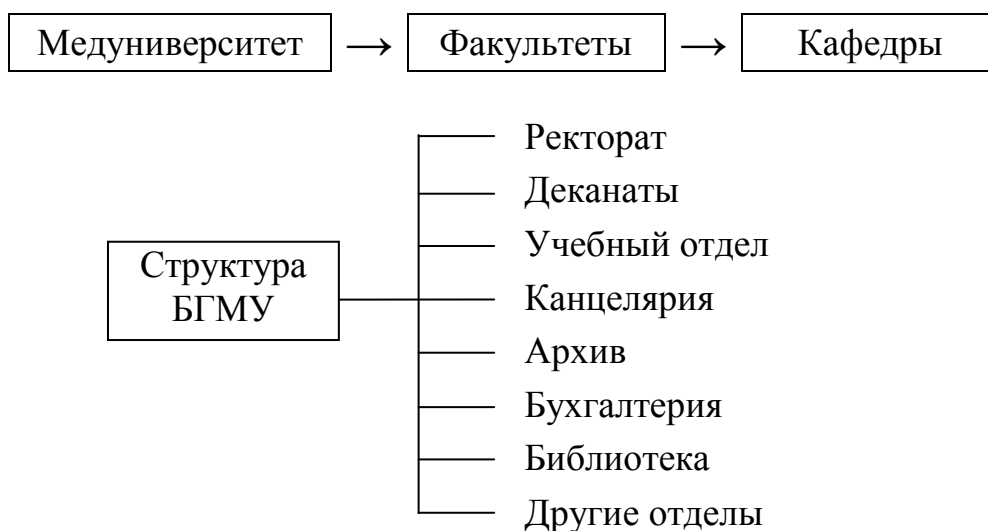 Медуниверситет → Факультеты → Кафедры
Ректорат
Деканаты
Учебный отдел
Структура
БГМУ
Канцелярия
Архив
Бухгалтерия
Библиотека
Другие отделы